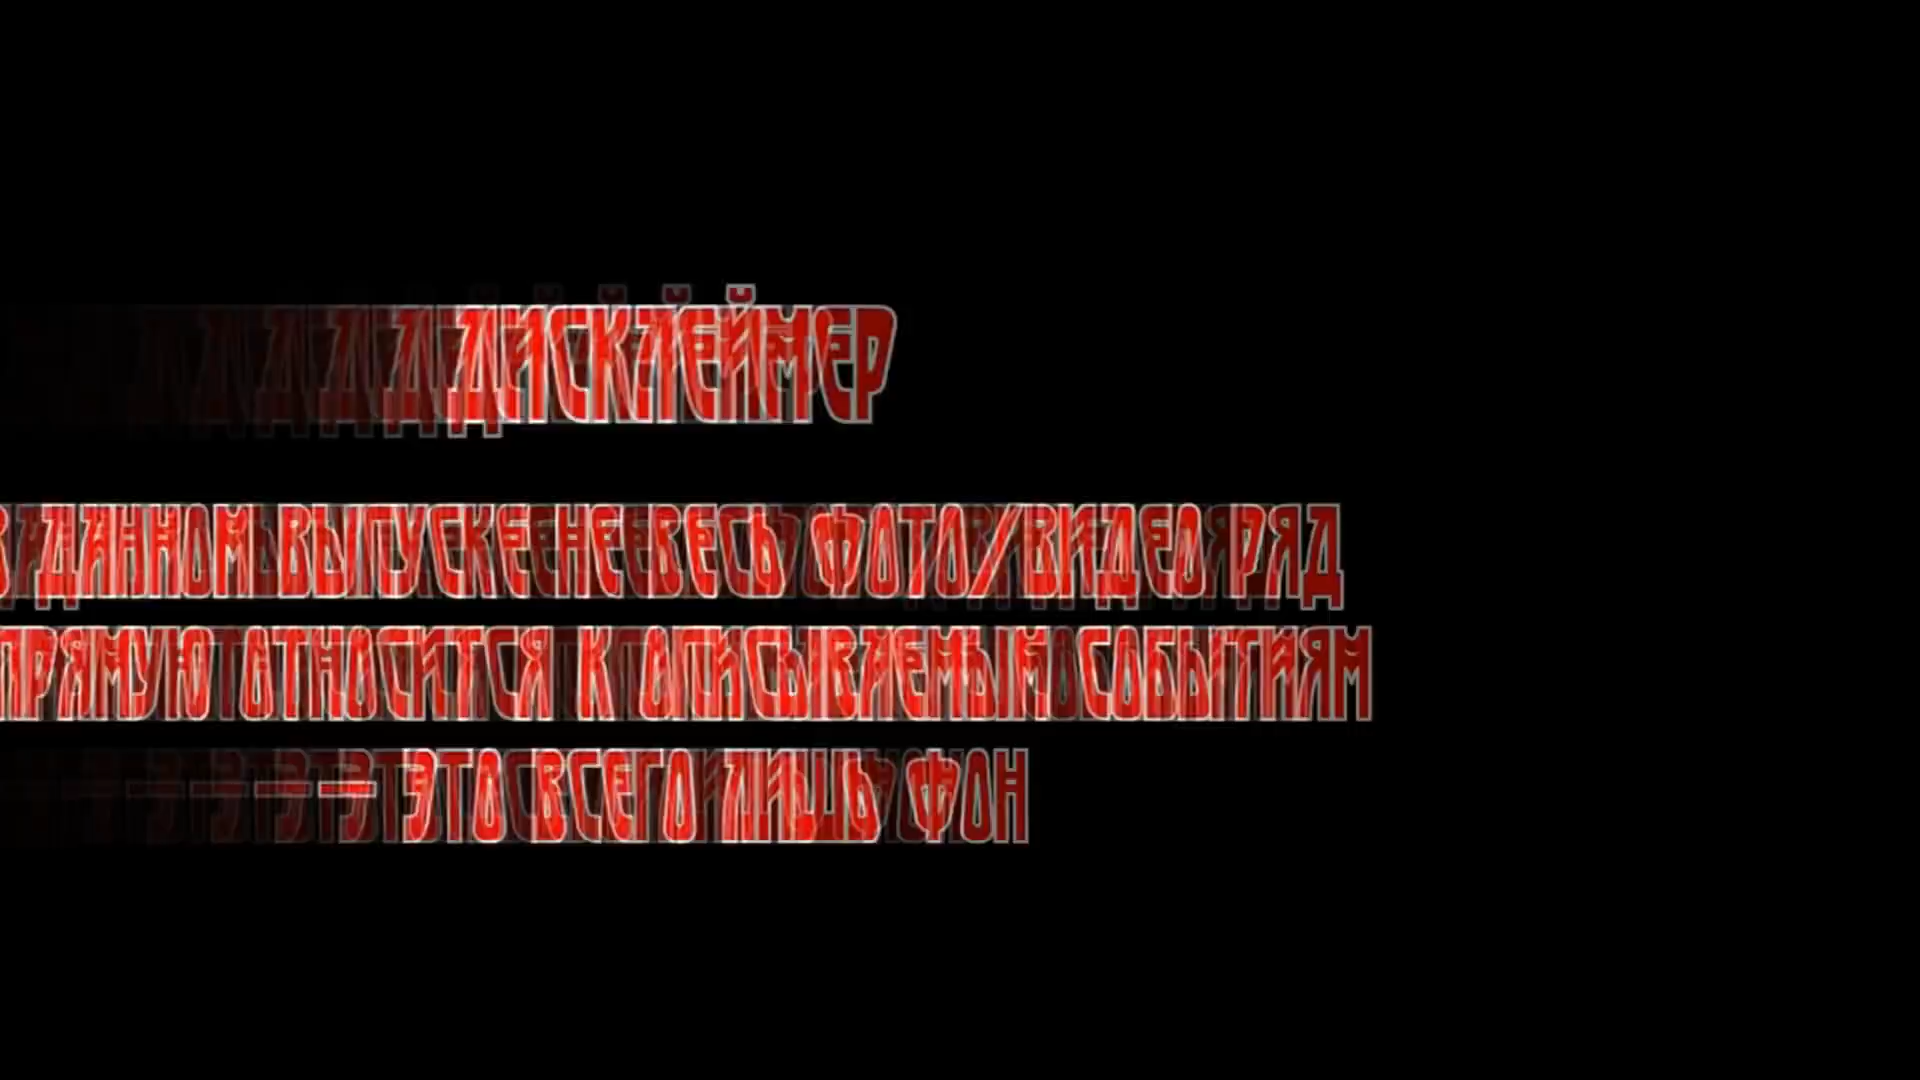 ДИСКЛЕЙМЕР
В ДАННОМ ВЫПУСКЕ НЕ ВЕСЬ ФОТО/ВИДЕО РЯД
ПРЯМУЮ ОТНОСИТСЯ К ОПИСЫВАЕМЫМ СОБЫТИЯМ
— ЭТО ВСЕГО ЛИШЬ ФОН